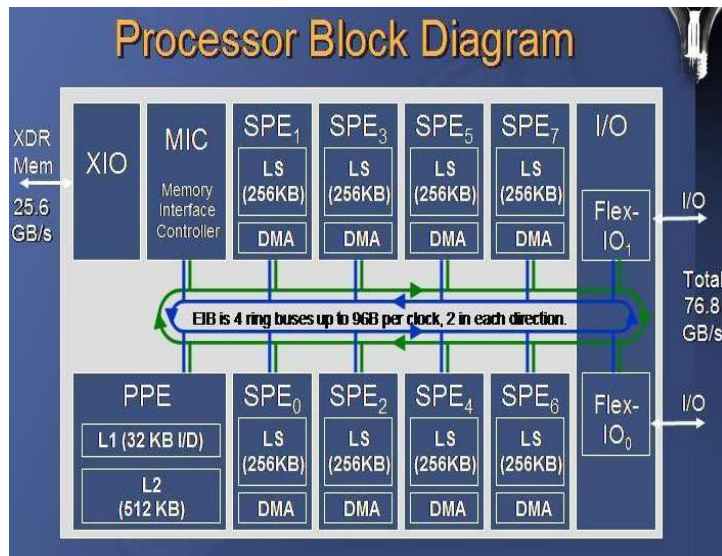 Processor Block Diagram
XDR
Mem
25.6
GB/s
XIO
MIC
Memory
Interface
Controller
SPE₁
LS
(256KB)
DMA
SPE₃
LS
(256KB)
DMA
SPE₅
LS
(256KB)
DMA
SPE₇
LS
(256KB)
DMA
I/O
Flex-
IO₁
I/O
EIB is 4 ring buses up to 96B per clock, 2 in each direction.
Total
76.8
GB/s
PPE
L1 (32 KB I/D)
L2
(512 KB)
SPE₀
LS
(256KB)
DMA
SPE₂
LS
(256KB)
DMA
SPE₄
LS
(256KB)
DMA
SPE₆
LS
(256KB)
DMA
Flex-
IO₀
I/O